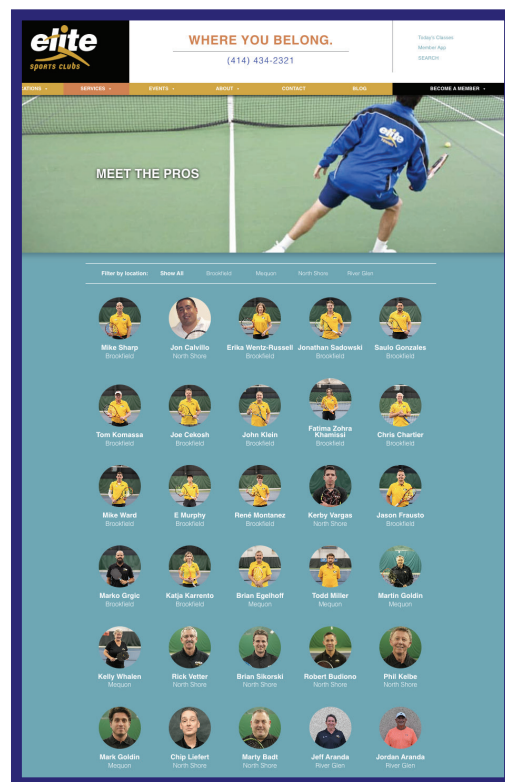 elite
SPORTS CLUBS
WHERE YOU BELONG.
(414) 434-2321
Today's Classes
Member App
SEARCH
CATIONS SERVICES EVENTS ABOUT CONTACT BLOG BECOME A MEMBER
elite
MEET THE PROS
Filter by location: Show All Brookfield Mequon North Shore River Glen
Mike Sharp Jon Calvillo Erika Wentz-Russell Jonathan Sadowski Saulo Gonzales
Brookfield North Shore Brookfield Brookfield Brookfield
Fatima Zohra
Tom Komassa Joe Cekosh John Klein Khamissi Chris Chartier
Brookfield Brookfield Brookfield Brookfield Brookfield
Mike Ward E Murphy René Montanez Kerby Vargas Jason Frausto
Brookfield Brookfield Brookfield North Shore Brookfield
Marko Grgic Katja Karrento Brian Egelhoff Todd Miller Martin Goldin
Brookfield Brookfield Mequon Mequon Mequon
Kelly Whalen Rick Vetter Brian Sikorski Robert Budiono Phil Kelbe
Mequon North Shore North Shore North Shore North Shore
Mark Goldin Chip Liefert Marty Badt Jeff Aranda Jordan Aranda
Mequon North Shore North Shore River Glen River Glen